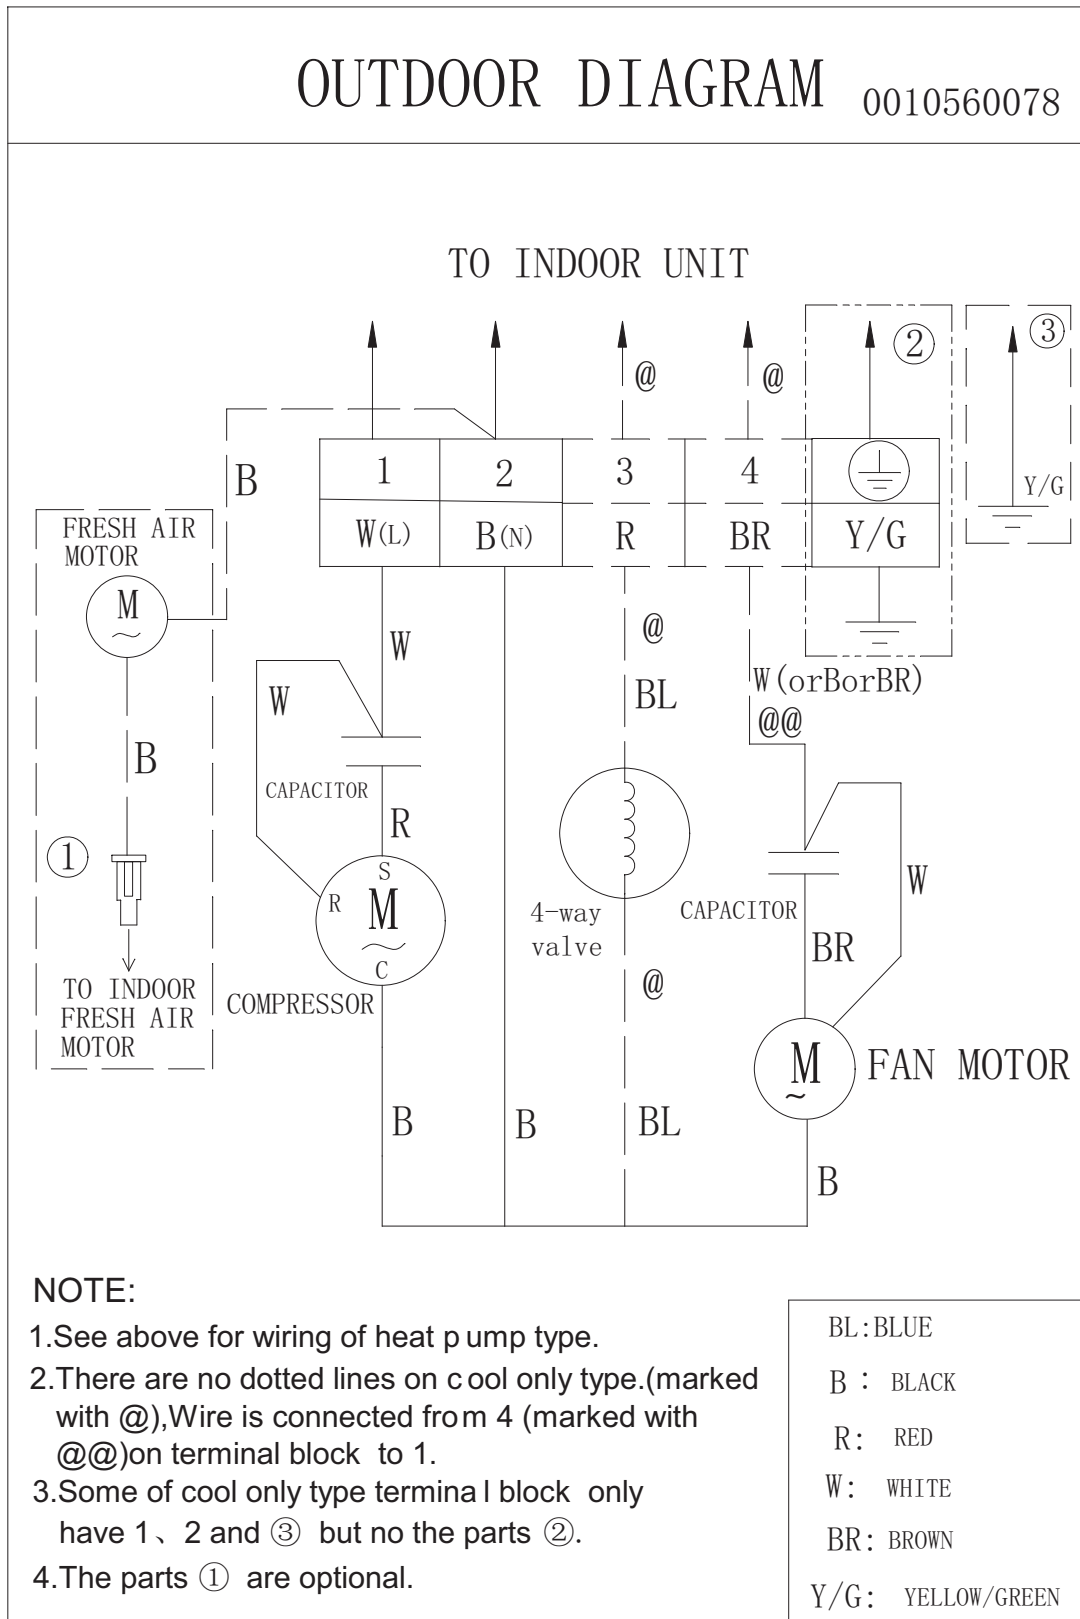 OUTDOOR DIAGRAM 0010560078
TO INDOOR UNIT
@
@
②
③
B
1 2 3 4
Y/G
W(L) B(N) R BR Y/G
FRESH AIR
MOTOR
M
~
W
@
W(orBorBR)
@@
W
BL
B
CAPACITOR
R
①
S
R M
~
C
4-way
valve
CAPACITOR
W
BR
@
TO INDOOR
FRESH AIR
MOTOR
COMPRESSOR
M
~
FAN MOTOR
B
B
BL
B
NOTE:
1.See above for wiring of heat p ump type.
2.There are no dotted lines on c ool only type.(marked
with @),Wire is connected from 4 (marked with
@@)on terminal block to 1.
3.Some of cool only type termina l block only
have 1、2 and ③ but no the parts ②.
4.The parts ① are optional.
BL:BLUE
B : BLACK
R: RED
W: WHITE
BR: BROWN
Y/G: YELLOW/GREEN